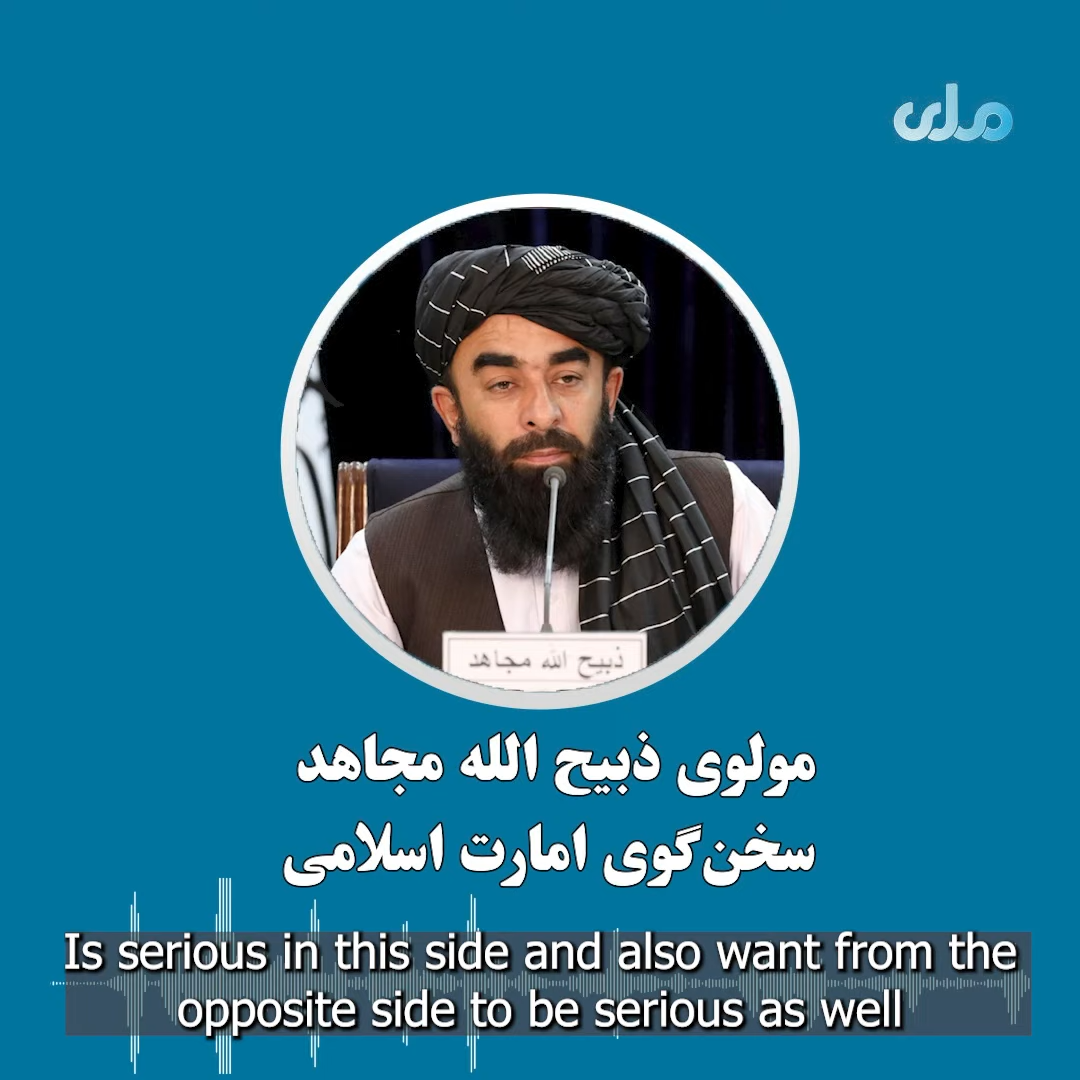 ملی
ذبيح الله مجاهد
مولوی ذبیح الله مجاهد
سخن‌گوی امارت اسلامی
Is serious in this side and also want from the
opposite side to be serious as well